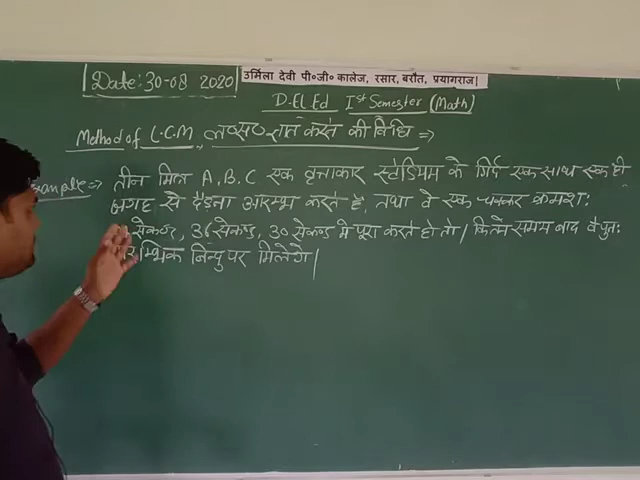 Date: 30-08 2020
उर्मिला देवी पी०जी० कालेज, रसार, बरौत, प्रयागराज।
D.El.Ed Ist Semester (Math)
Method of L.C.M, ल०स० ज्ञात करने की विधि ⇒
Example ⇒ तीन मित्र A, B, C एक वृत्ताकार स्टेडियम के गिर्द एक साथ एक ही
जगह से दौड़ना आरम्भ करते है, तथा वे एक चक्कर क्रमशः
सेकण्ड, 36 सेकण्ड, 30 सेकण्ड मे पूरा करते हो तो। कितने समय बाद वे पुनः
म्भिक बिन्दु पर मिलेगे।